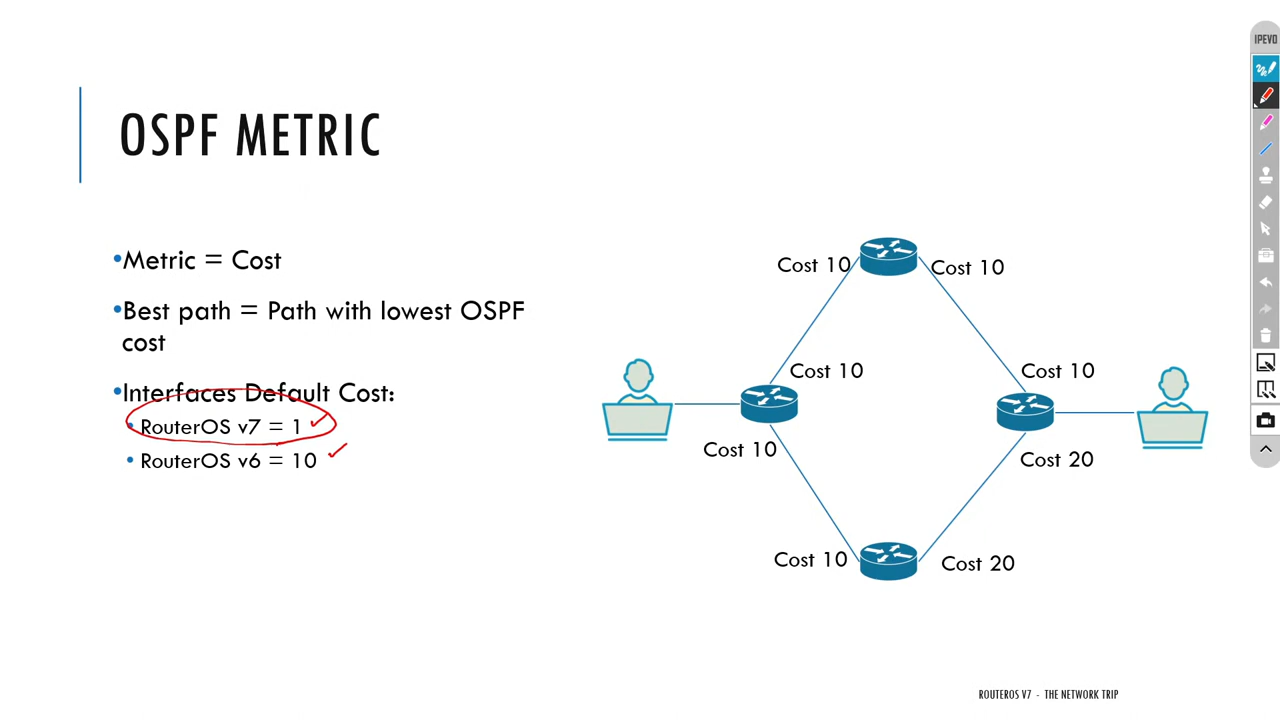 IPEVO
OSPF METRIC
•Metric = Cost
•Best path = Path with lowest OSPF
cost
•Interfaces Default Cost:
• RouterOS v7 = 1
• RouterOS v6 = 10
Cost 10
Cost 10
Cost 10
Cost 10
Cost 10
Cost 20
Cost 10
Cost 20
ROUTEROS V7 - THE NETWORK TRIP